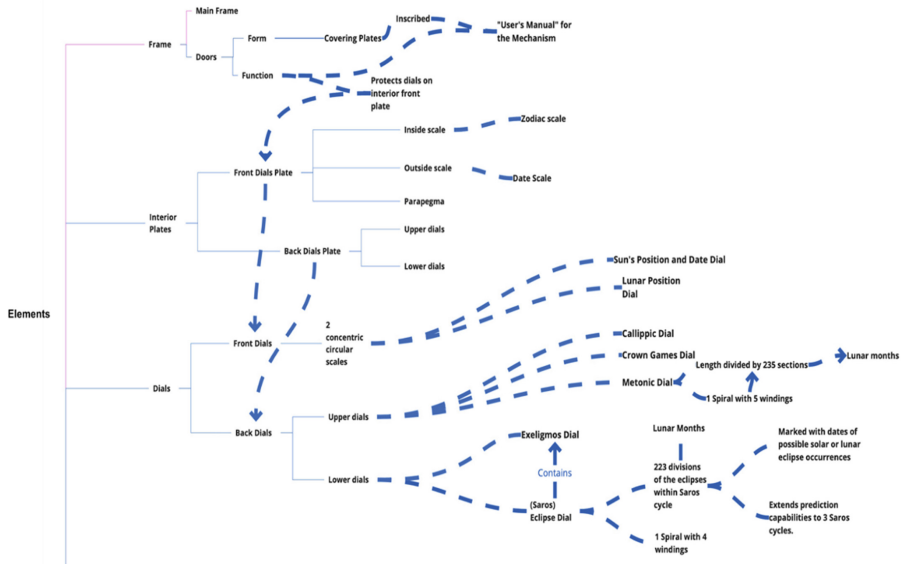 Main Frame
Inscribed
"User's Manual" for
the Mechanism
Form
Covering Plates
Frame
Doors
Function
Protects dials on
interior front
plate
Zodiac scale
Inside scale
Outside scale
Front Dials Plate
Date Scale
Parapegma
Interior
Plates
Upper dials
Back Dials Plate
Lower dials
Sun's Position and Date Dial
Lunar Position
Dial
Elements
2
concentric
circular
scales
Front Dials
Callippic Dial
Crown Games Dial
Lunar months
Length divided by 235 sections
Metonic Dial
1 Spiral with 5 windings
Dials
Upper dials
Back Dials
Exeligmos Dial
Lunar Months
Marked with dates of
possible solar or lunar
eclipse occurrences
Contains
Lower dials
223 divisions
of the eclipses
within Saros
cycle
(Saros)
Eclipse Dial
Extends prediction
capabilities to 3 Saros
cycles.
1 Spiral with 4
windings